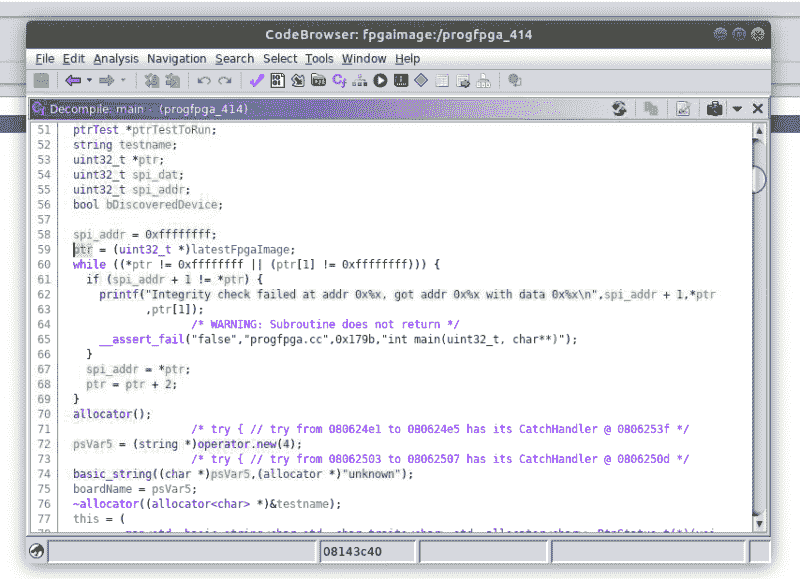 CodeBrowser: fpgaimage:/progfpga_414
File Edit Analysis Navigation Search Select Tools Window Help
Decompile: main - (progfpga_414)
51 ptrTest *ptrTestToRun;
52 string testname;
53 uint32_t *ptr;
54 uint32_t spi_dat;
55 uint32_t spi_addr;
56 bool bDiscoveredDevice;
57
58 spi_addr = 0xffffffff;
59 ptr = (uint32_t *)latestFpgaImage;
60 while ((*ptr != 0xffffffff || (ptr[1] != 0xffffffff))) {
61 if (spi_addr + 1 != *ptr) {
62 printf("Integrity check failed at addr 0x%x, got addr 0x%x with data 0x%x\n",spi_addr + 1,*ptr
63 ,ptr[1]);
64 /* WARNING: Subroutine does not return */
65 __assert_fail("false","progfpga.cc",0x179b,"int main(uint32_t, char**)");
66 }
67 spi_addr = *ptr;
68 ptr = ptr + 2;
69 }
70 allocator();
71 /* try { // try from 080624e1 to 080624e5 has its CatchHandler @ 0806253f */
72 psVar5 = (string *)operator.new(4);
73 /* try { // try from 08062503 to 08062507 has its CatchHandler @ 0806250d */
74 basic_string((char *)psVar5,(allocator *)"unknown");
75 boardName = psVar5;
76 ~allocator((allocator<char> *)&testname);
77 this = (
08143c40